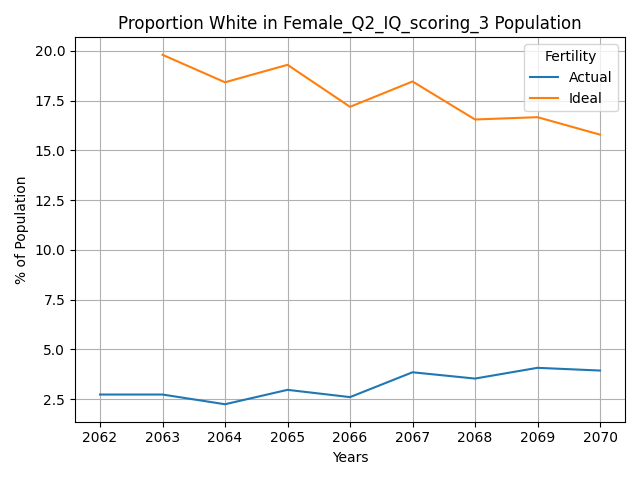 Proportion White in Female_Q2_IQ_scoring_3 Population
Fertility
Actual
Ideal
20.0
17.5
15.0
12.5
10.0
7.5
5.0
2.5
% of Population
2062 2063 2064 2065 2066 2067 2068 2069 2070
Years